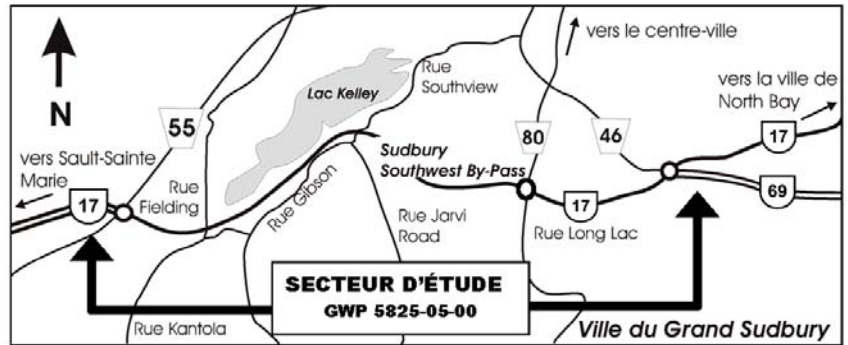 vers le centre-ville
Rue
Southview
Lac Kelley
vers la ville de
North Bay
N
55
80
46
17
vers Sault-Sainte
Marie
Sudbury
Southwest By-Pass
17
Rue
Fielding
Rue Gibson
69
17
Rue Jarvi
Road
Rue Long Lac
SECTEUR D'ÉTUDE
GWP 5825-05-00
Rue Kantola
Ville du Grand Sudbury